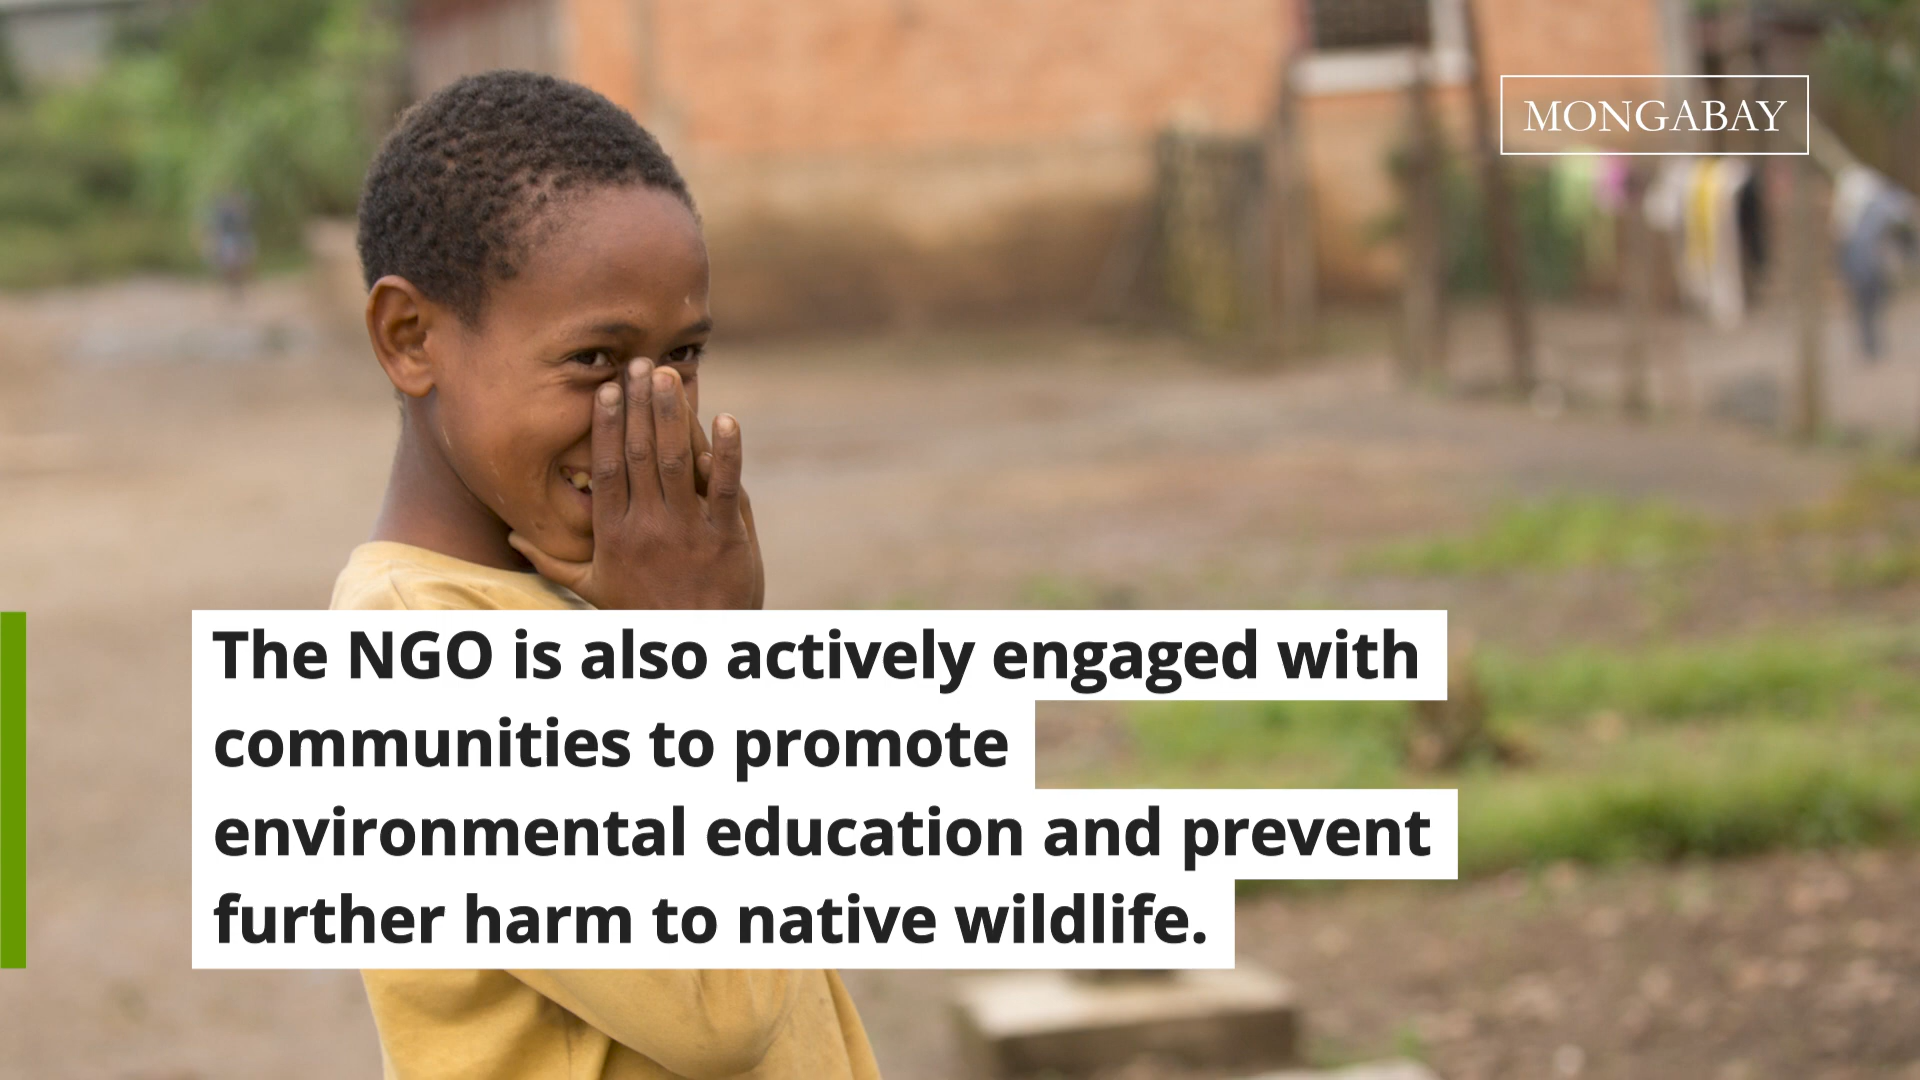 MONGABAY
The NGO is also actively engaged with
communities to promote
environmental education and prevent
further harm to native wildlife.